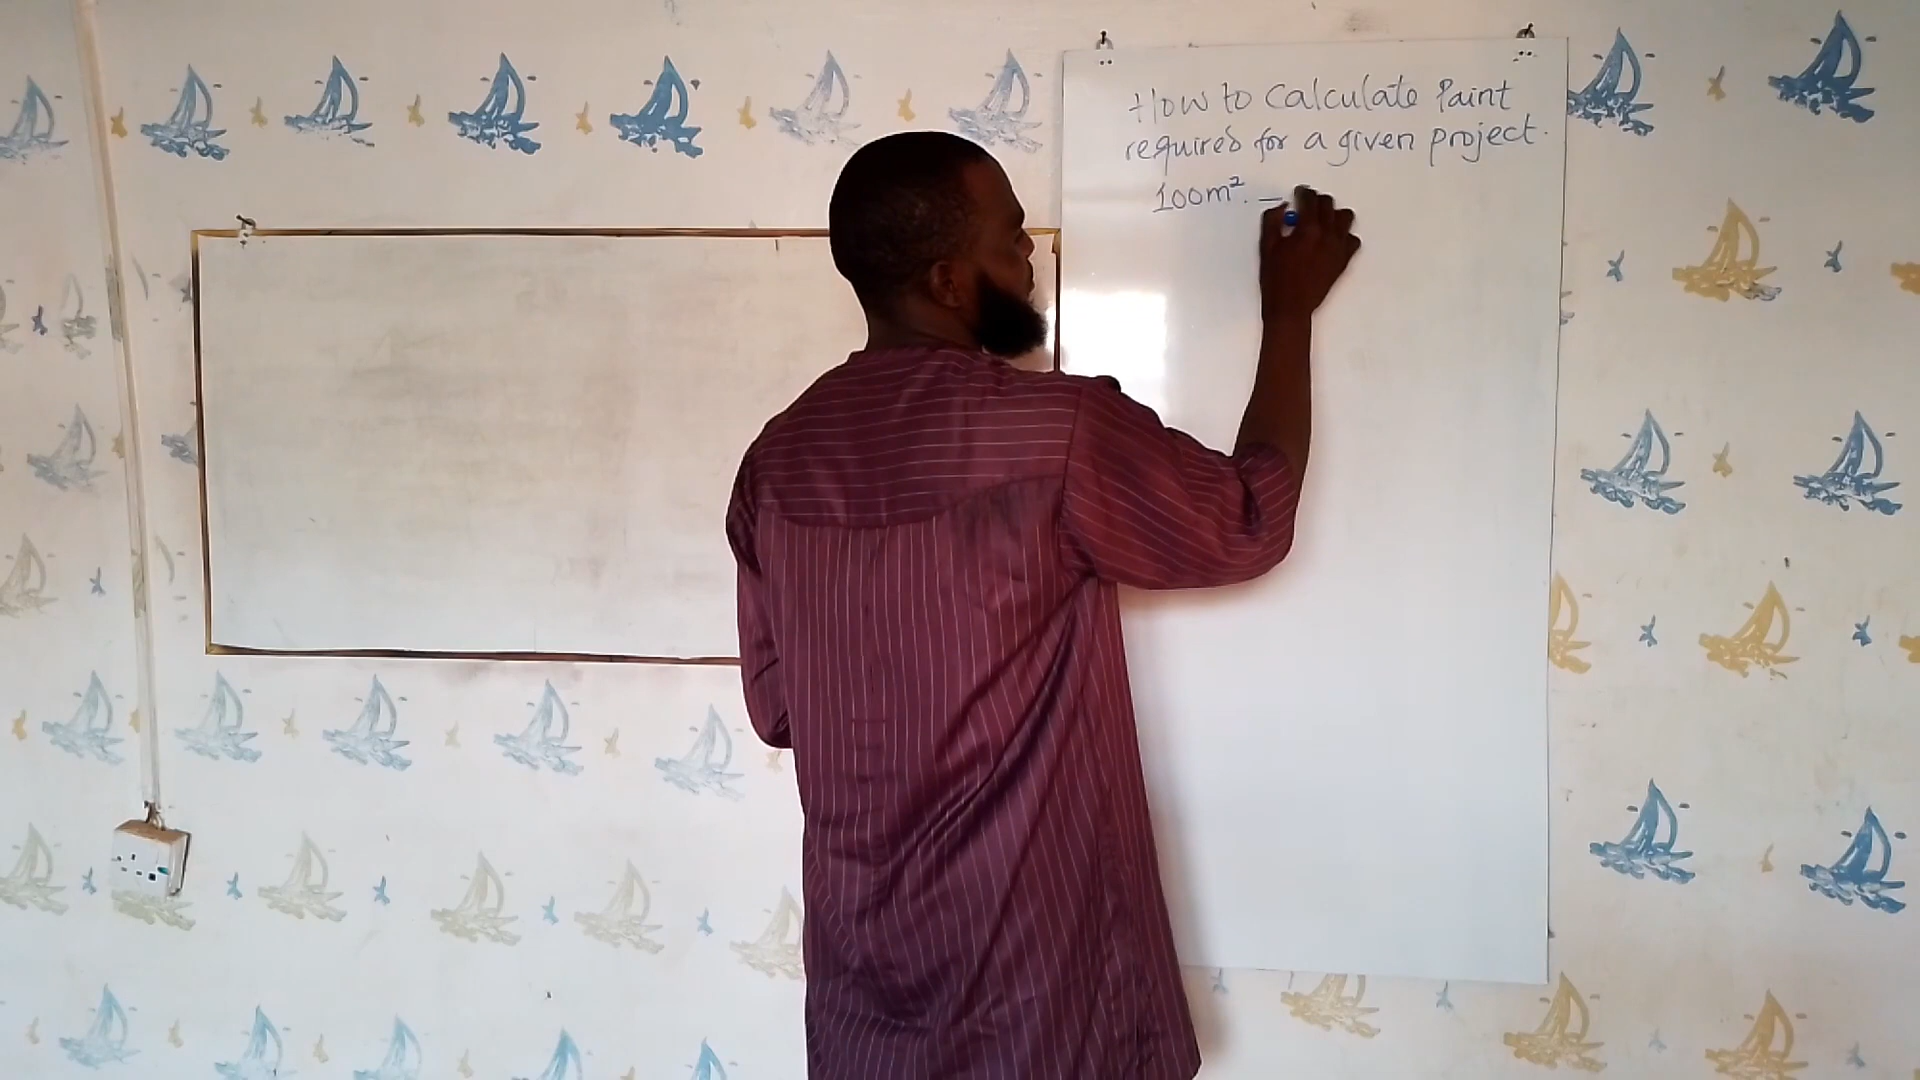 How to Calculate Paint
required for a given project.
100m². —